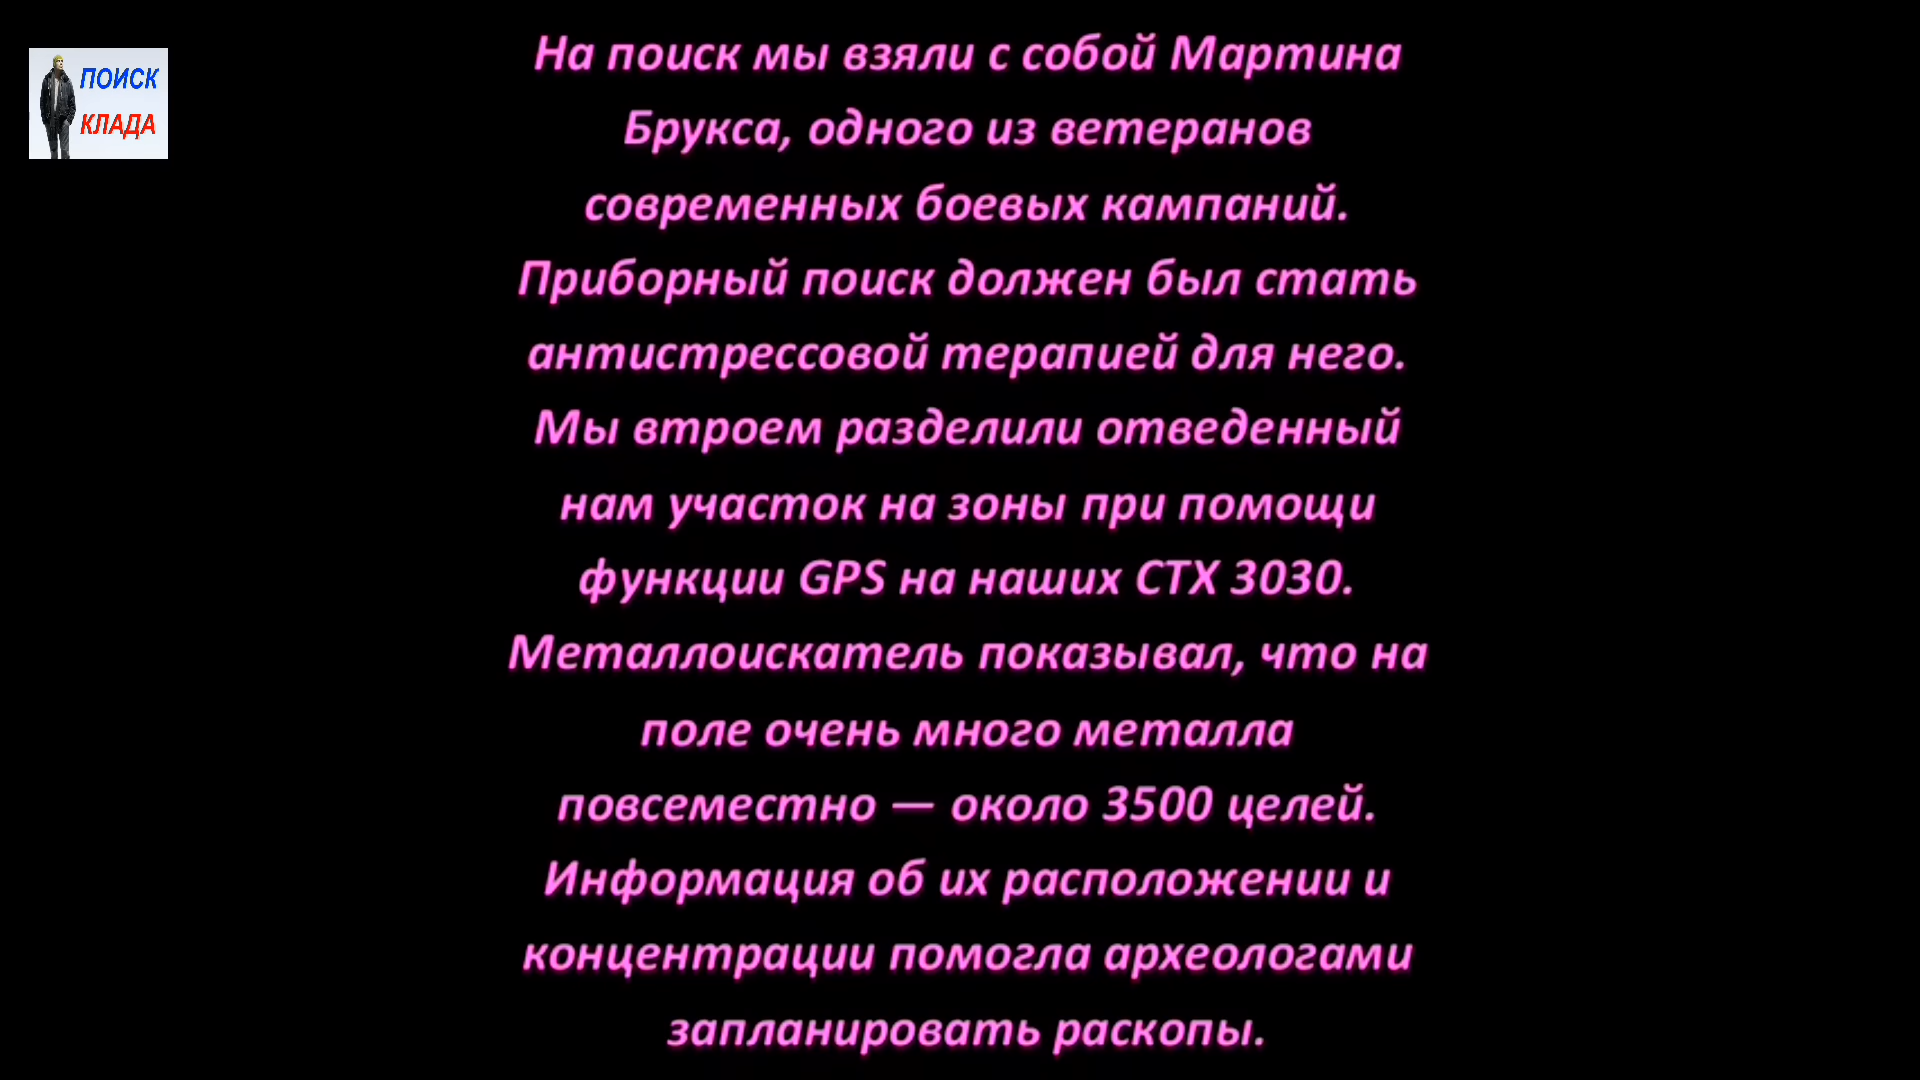 ПОИСК
КЛАДА
На поиск мы взяли с собой Мартина
Брукса, одного из ветеранов
современных боевых кампаний.
Приборный поиск должен был стать
антистрессовой терапией для него.
Мы втроем разделили отведенный
нам участок на зоны при помощи
функции GPS на наших CTX 3030.
Металлоискатель показывал, что на
поле очень много металла
повсеместно — около 3500 целей.
Информация об их расположении и
концентрации помогла археологами
запланировать раскопы.